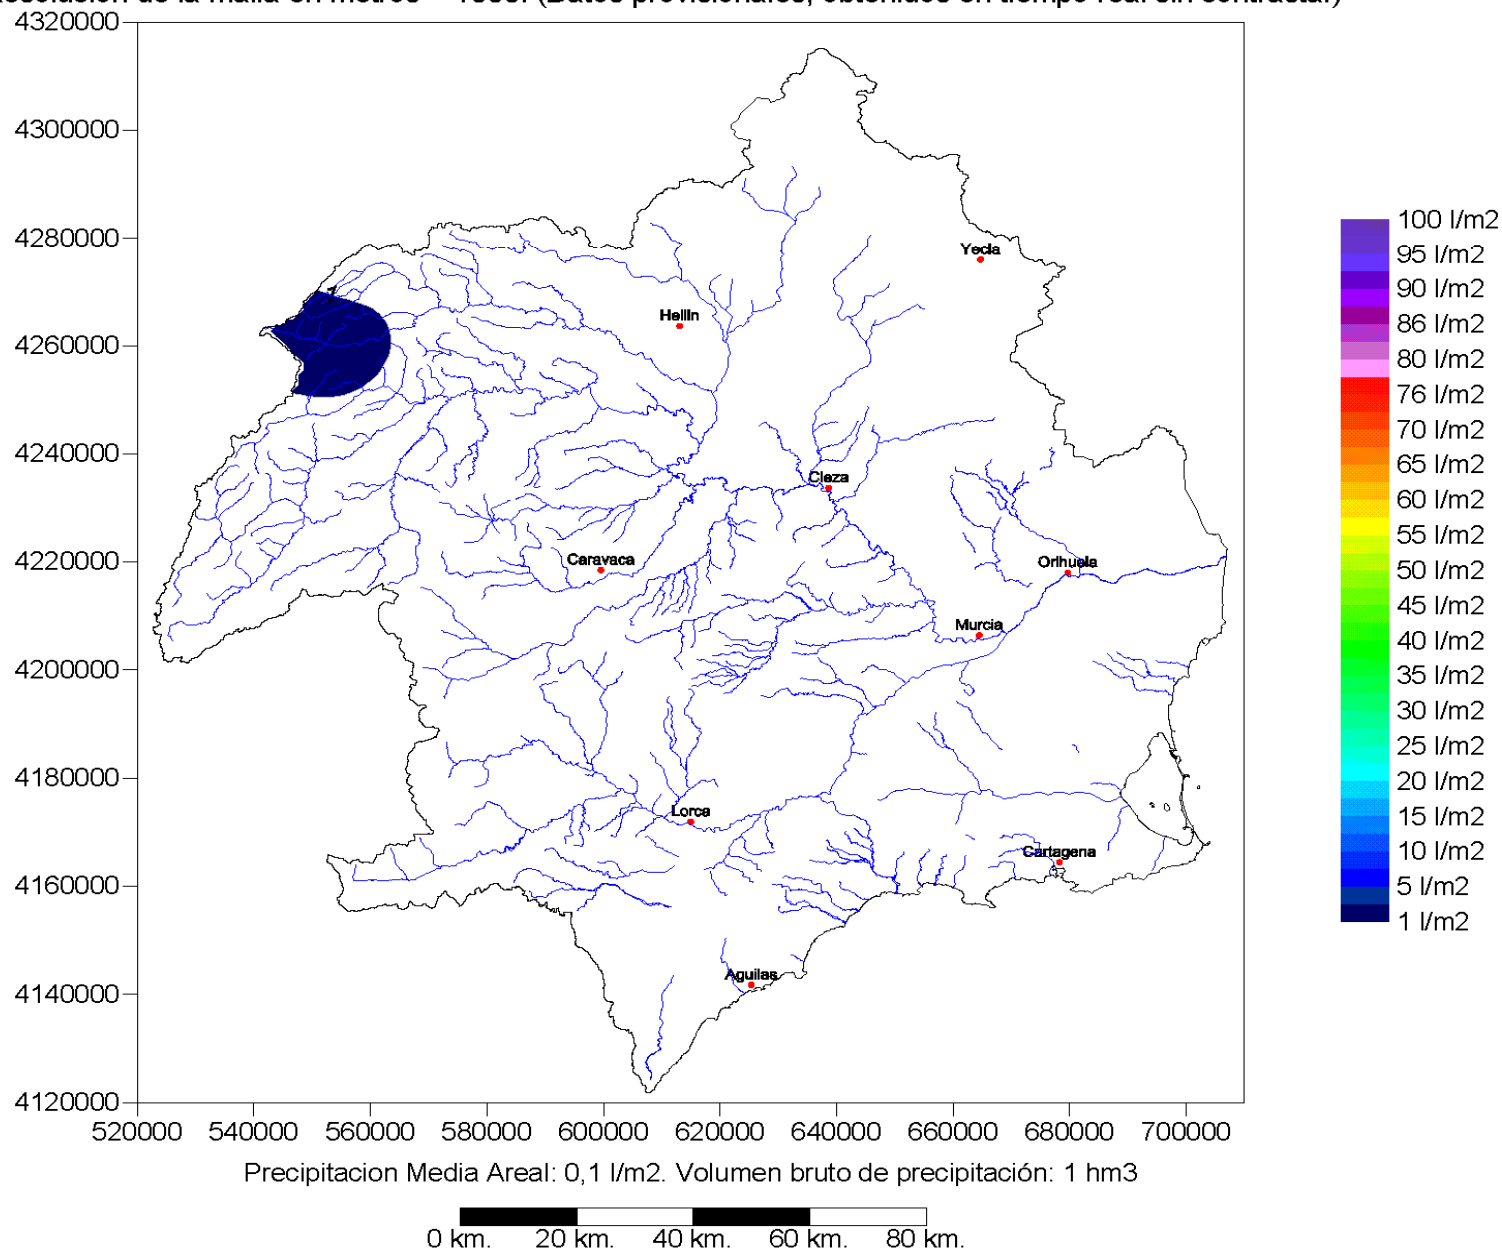 4320000
4300000
4280000
4260000
4240000
4220000
4200000
4180000
4160000
4140000
4120000
520000 540000 560000 580000 600000 620000 640000 660000 680000 700000
Yecla
Hellin
Cieza
Caravaca
Orihuela
Murcia
Lorca
Cartagena
Aguilas
100 l/m2
95 l/m2
90 l/m2
86 l/m2
80 l/m2
76 l/m2
70 l/m2
65 l/m2
60 l/m2
55 l/m2
50 l/m2
45 l/m2
40 l/m2
35 l/m2
30 l/m2
25 l/m2
20 l/m2
15 l/m2
10 l/m2
5 l/m2
1 l/m2
Precipitacion Media Areal: 0,1 l/m2. Volumen bruto de precipitación: 1 hm3
0 km. 20 km. 40 km. 60 km. 80 km.